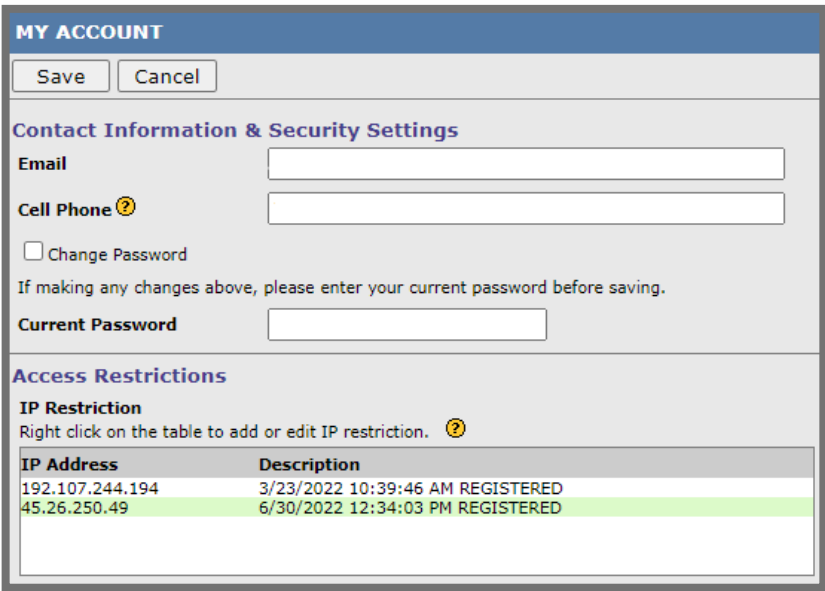 MY ACCOUNT
Save Cancel
Contact Information & Security Settings
Email
Cell Phone ?
Change Password
If making any changes above, please enter your current password before saving.
Current Password
Access Restrictions
IP Restriction
Right click on the table to add or edit IP restriction. ?
IP Address Description
192.107.244.194 3/23/2022 10:39:46 AM REGISTERED
45.26.250.49 6/30/2022 12:34:03 PM REGISTERED